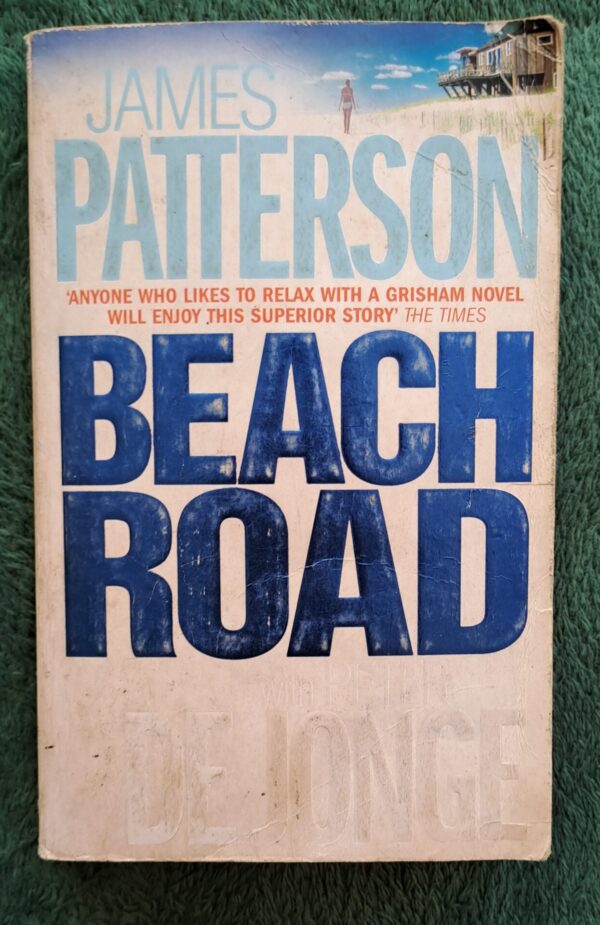 JAMES
PATTERSON
'ANYONE WHO LIKES TO RELAX WITH A GRISHAM NOVEL
WILL ENJOY THIS SUPERIOR STORY' THE TIMES
BEACH
ROAD
with PETER
DE JONGE